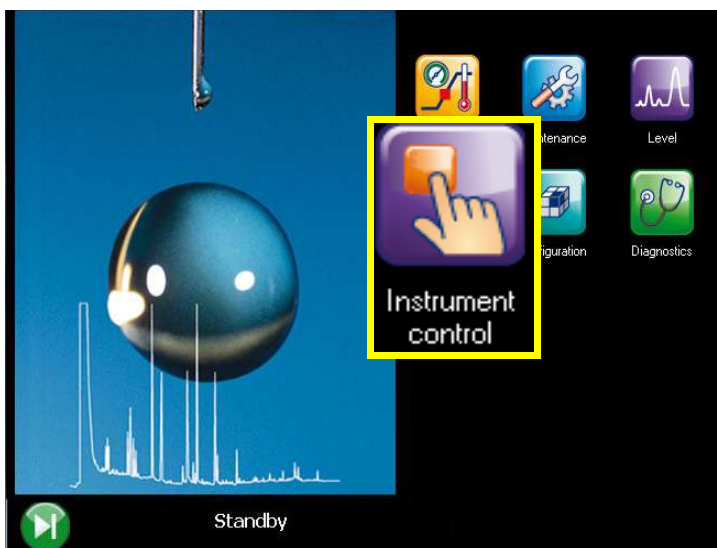 tenance
Level
Instrument
control
figuration
Diagnostics
Standby